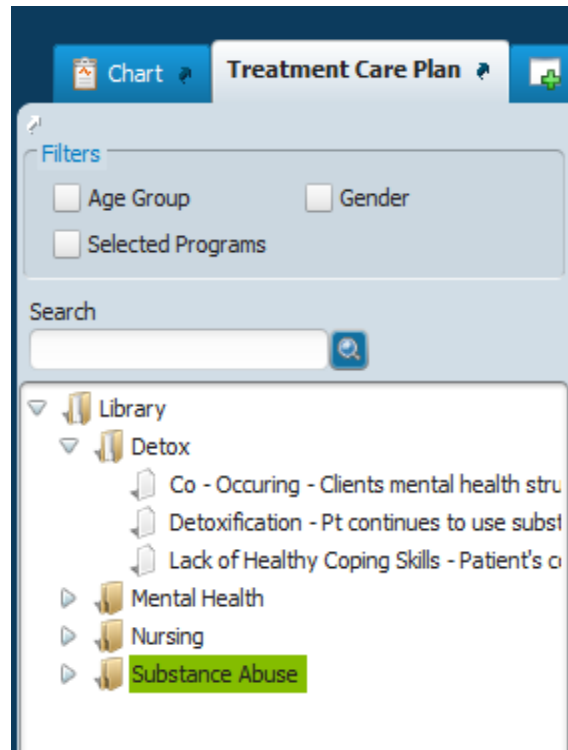 Chart
Treatment Care Plan
Filters
Age Group
Gender
Selected Programs
Search
Library
Detox
Co - Occuring - Clients mental health stru
Detoxification - Pt continues to use subst
Lack of Healthy Coping Skills - Patient's
Mental Health
Nursing
Substance Abuse